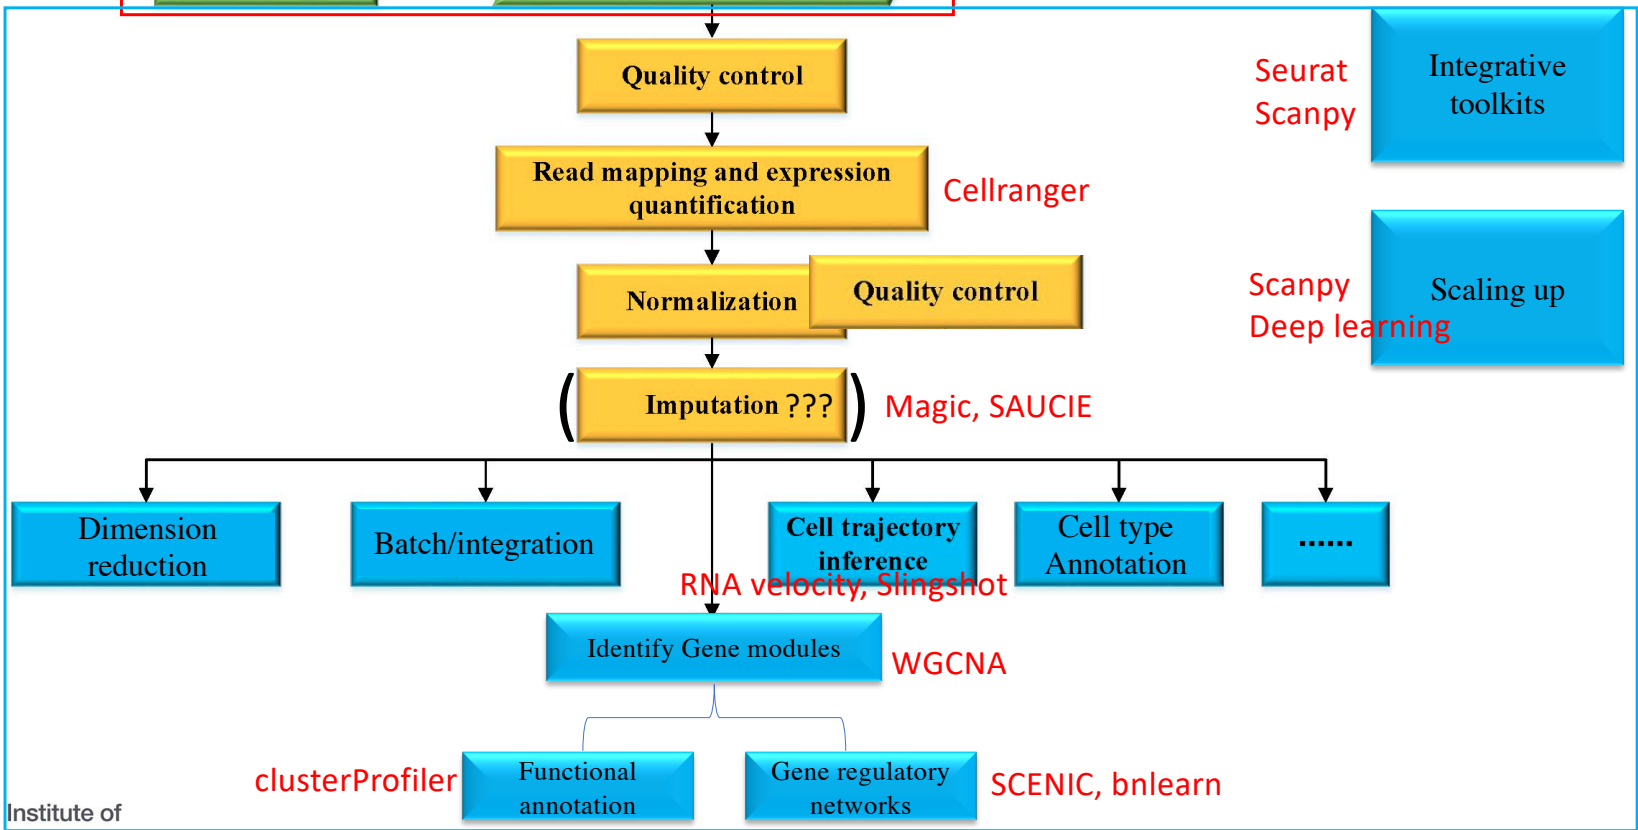 Quality control
Seurat
Scanpy
Integrative
toolkits
Read mapping and expression
quantification
Cellranger
Normalization
Quality control
Scanpy
Deep learning
Scaling up
( Imputation ??? )
Magic, SAUCIE
Dimension
reduction
Batch/integration
Cell trajectory
inference
RNA velocity, Slingshot
Cell type
Annotation
......
Identify Gene modules
WGCNA
clusterProfiler
Functional
annotation
Gene regulatory
networks
SCENIC, bnlearn
Institute of